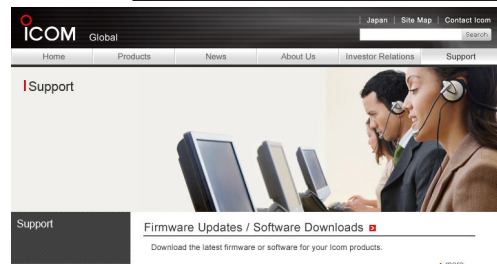 Japan | Site Map | Contact Icom
ICOM Global
Search
Home Products News About Us Investor Relations Support
Support
Support
Firmware Updates / Software Downloads
Download the latest firmware or software for your Icom products.